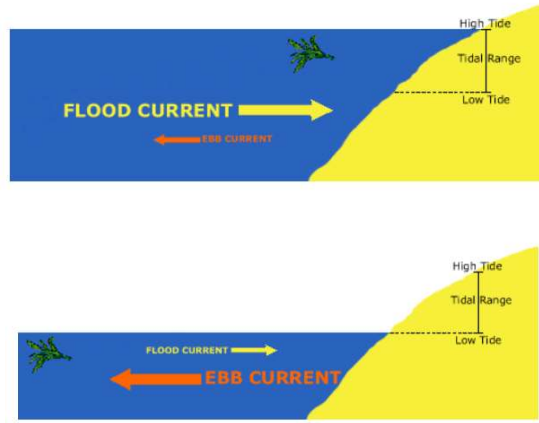 High Tide
Tidal Range
Low Tide
FLOOD CURRENT
EBB CURRENT
High Tide
Tidal Range
Low Tide
FLOOD CURRENT
EBB CURRENT